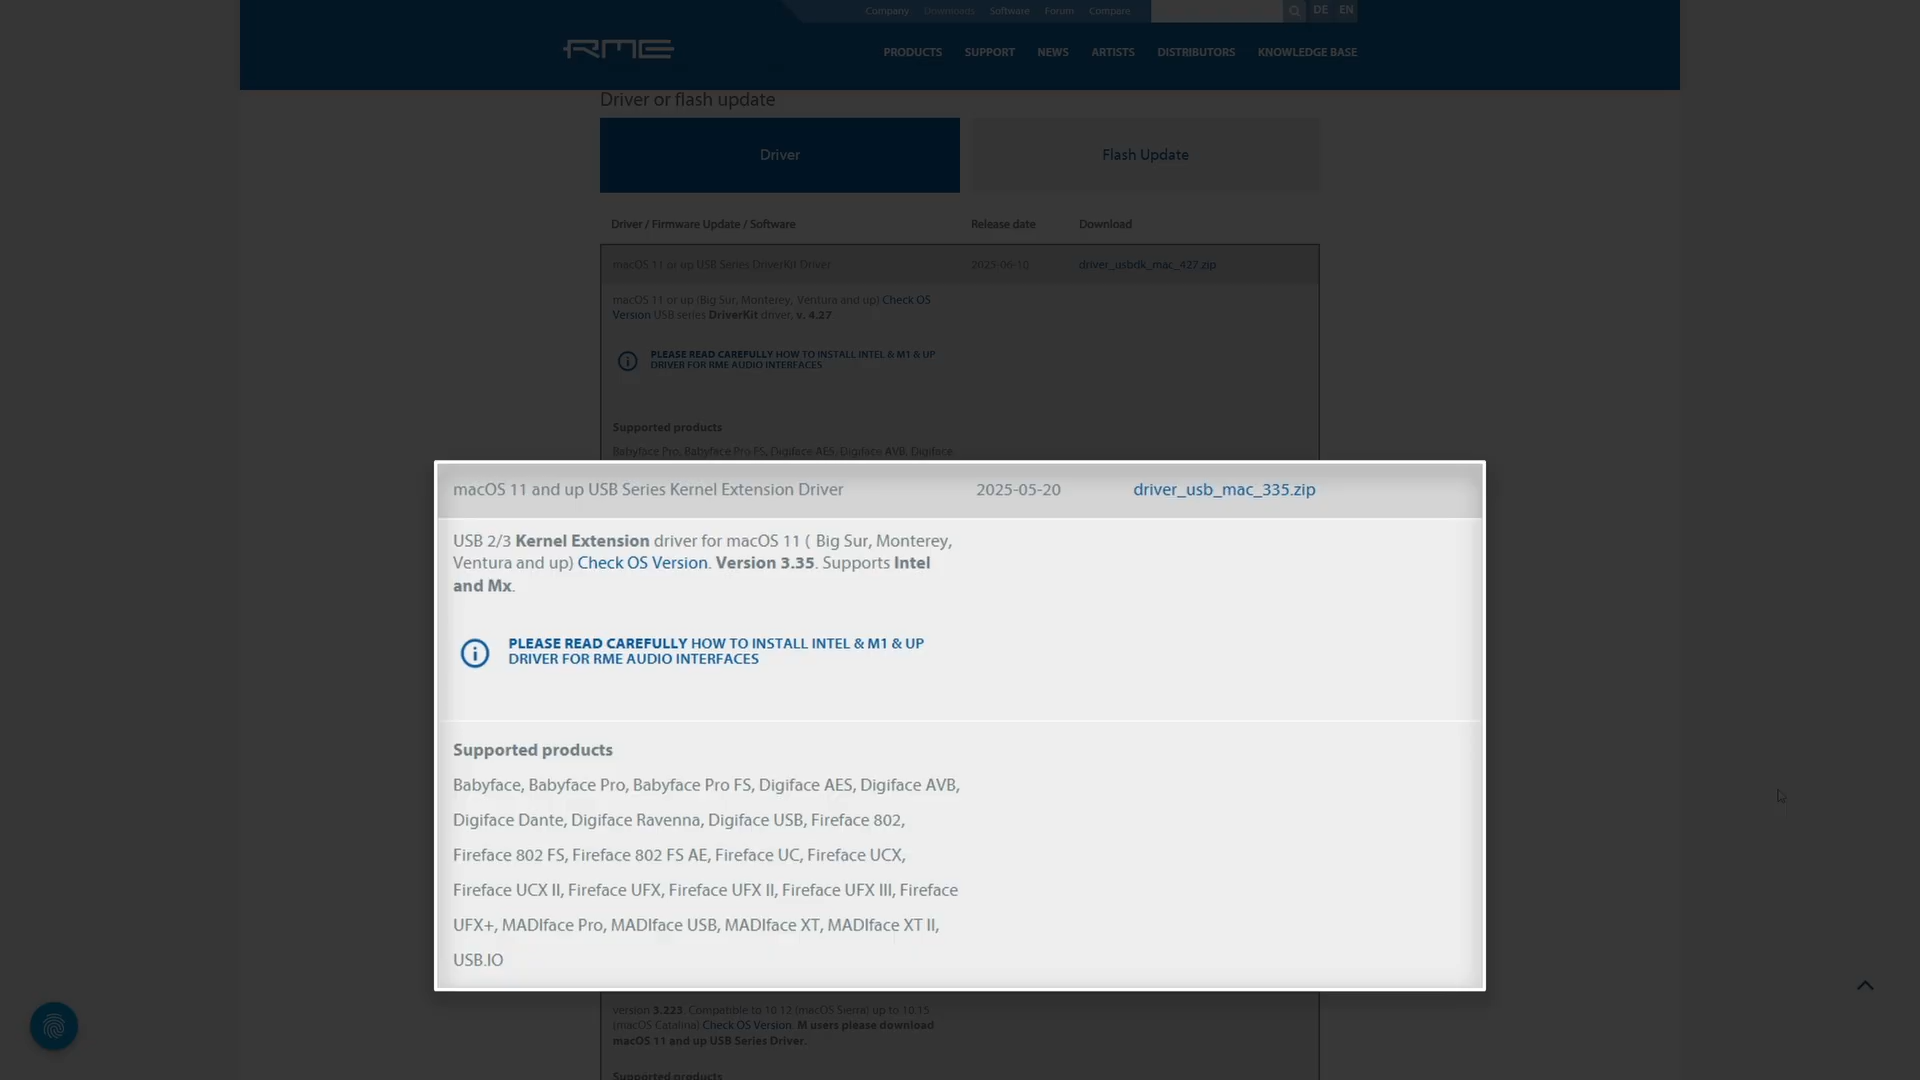 Company Downloads Software Forum Compare DE EN
RME PRODUCTS SUPPORT NEWS ARTISTS DISTRIBUTORS KNOWLEDGE BASE
Driver or flash update
Driver Flash Update
Driver / Firmware Update / Software Release date Download
macOS 11 or up USB Series DriverKit Driver 2025-06-10 driver_usbdk_mac_427.zip
macOS 11 or up (Big Sur, Monterey, Ventura and up) Check OS
Version USB series DriverKit driver, v. 4.27
PLEASE READ CAREFULLY HOW TO INSTALL INTEL & M1 & UP
DRIVER FOR RME AUDIO INTERFACES
Supported products
Babyface Pro, Babyface Pro FS, Digiface AES, Digiface AVB, Digiface
macOS 11 and up USB Series Kernel Extension Driver 2025-05-20 driver_usb_mac_335.zip
USB 2/3 Kernel Extension driver for macOS 11 ( Big Sur, Monterey,
Ventura and up) Check OS Version. Version 3.35. Supports Intel
and Mx.
PLEASE READ CAREFULLY HOW TO INSTALL INTEL & M1 & UP
DRIVER FOR RME AUDIO INTERFACES
Supported products
Babyface, Babyface Pro, Babyface Pro FS, Digiface AES, Digiface AVB,
Digiface Dante, Digiface Ravenna, Digiface USB, Fireface 802,
Fireface 802 FS, Fireface 802 FS AE, Fireface UC, Fireface UCX,
Fireface UCX II, Fireface UFX, Fireface UFX II, Fireface UFX III, Fireface
UFX+, MADIface Pro, MADIface USB, MADIface XT, MADIface XT II,
USB.IO
version 3.223. Compatible to 10.12 (macOS Sierra) up to 10.15
(macOS Catalina) Check OS Version. M users please download
macOS 11 and up USB Series Driver.
Supported products